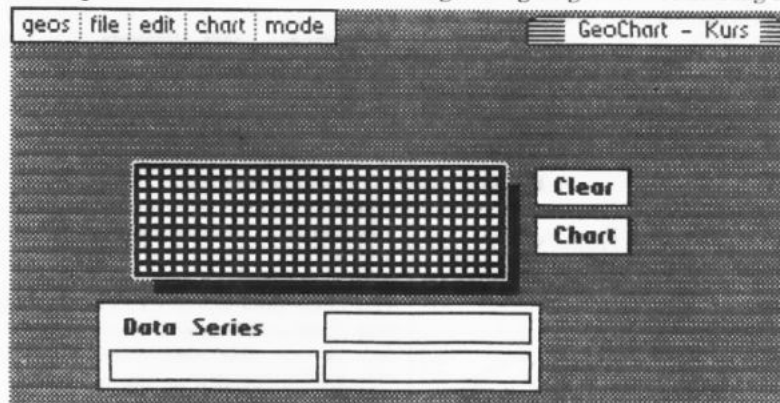 geos file edit chart mode
GeoChart - Kurs
Clear
Chart
Data Series